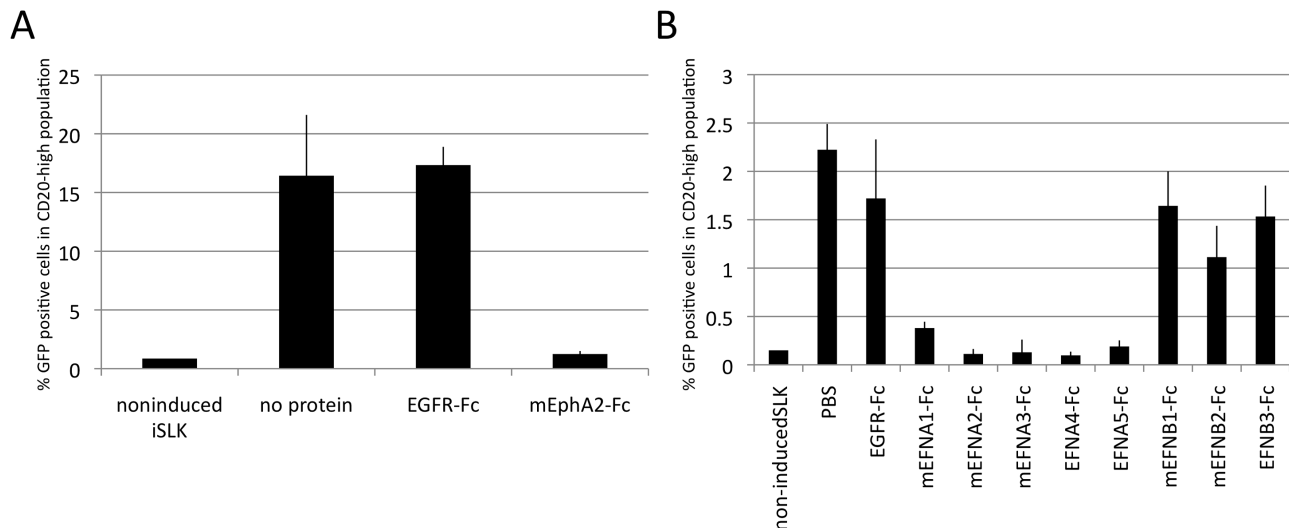 A
% GFP positive cells in CD20-high population
25
20
15
10
5
0
noninduced
iSLK
no protein
EGFR-Fc
mEphA2-Fc
B
% GFP positive cells in CD20-high population
3
2.5
2
1.5
1
0.5
0
non-inducedSLK
PBS
EGFR-Fc
mEFNA1-Fc
mEFNA2-Fc
mEFNA3-Fc
EFNA4-Fc
EFNA5-Fc
mEFNB1-Fc
mEFNB2-Fc
EFNB3-Fc